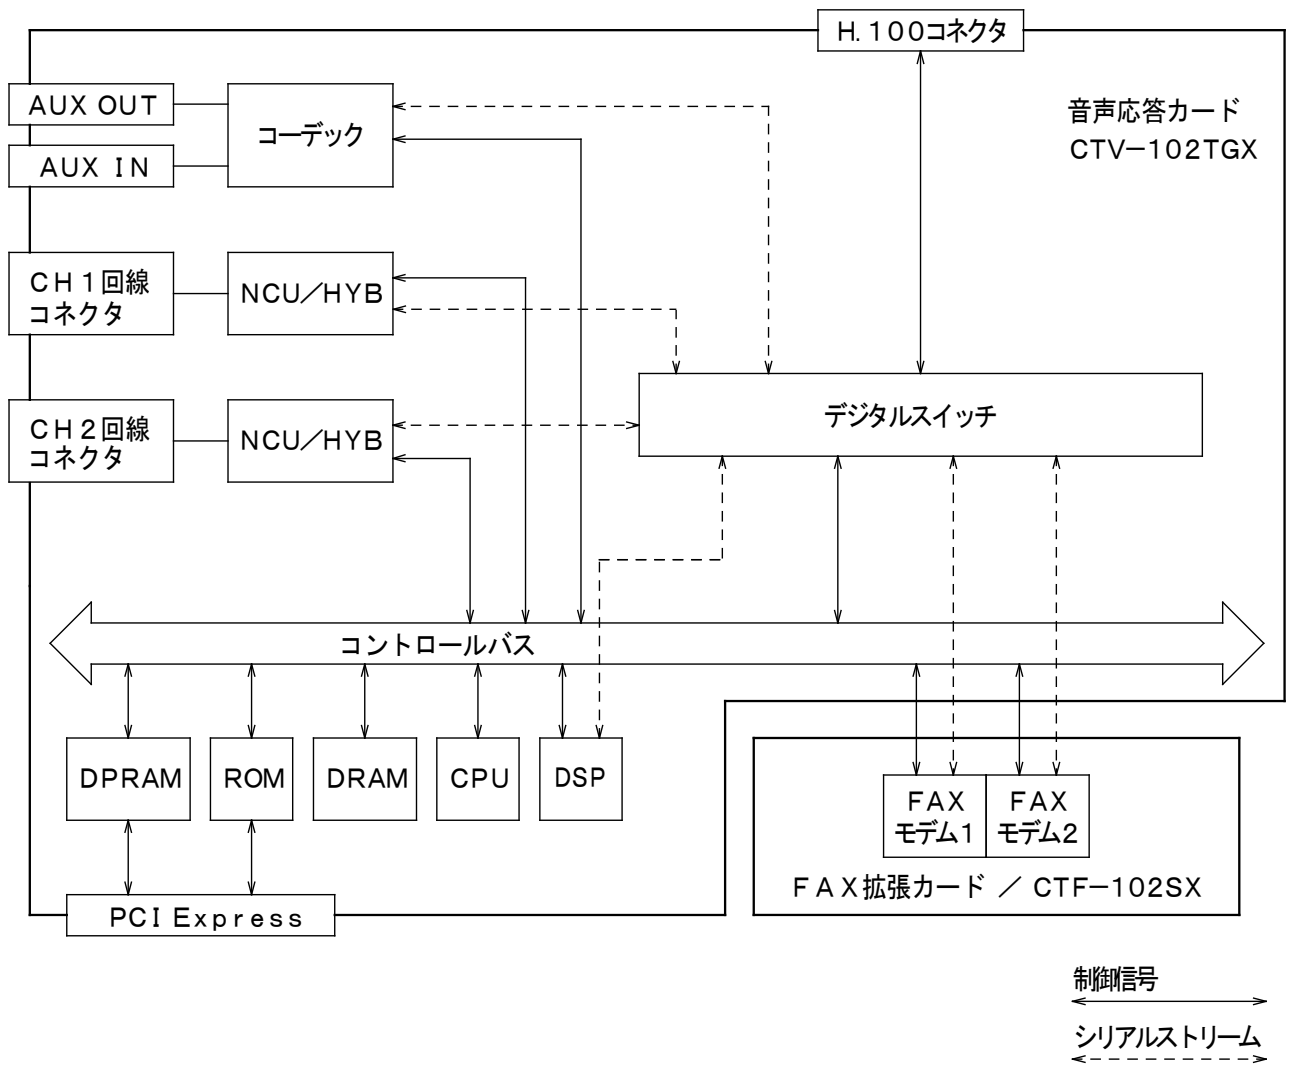 H.100コネクタ
AUX OUT
AUX IN
コーデック
音声応答カード
CTV－102TGX
CH1回線
コネクタ
NCU／HYB
CH2回線
コネクタ
NCU／HYB
デジタルスイッチ
コントロールバス
DPRAM
ROM
DRAM
CPU
DSP
FAX
モデム1
FAX
モデム2
FAX拡張カード ／ CTF－102SX
PCI Express
制御信号
シリアルストリーム